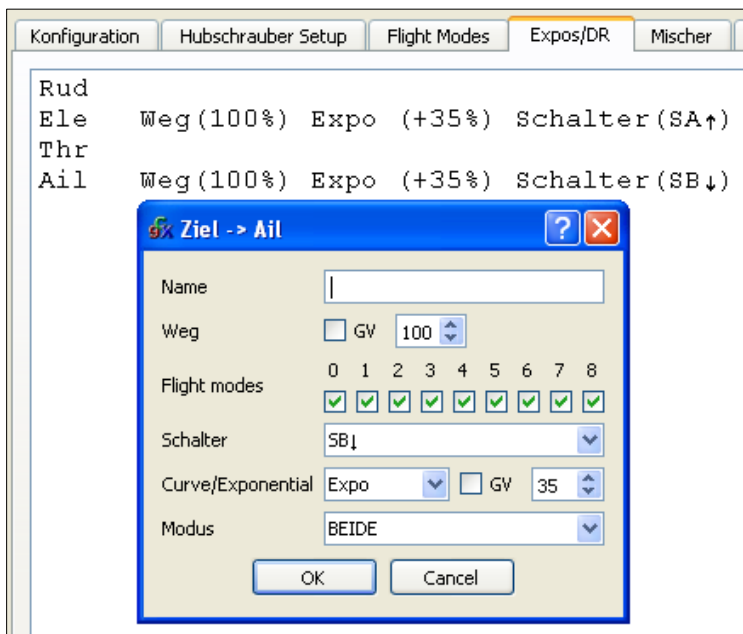 Konfiguration Hubschrauber Setup Flight Modes Expos/DR Mischer
Rud
Ele Weg(100%) Expo (+35%) Schalter(SA↑)
Thr
Ail Weg(100%) Expo (+35%) Schalter(SB↓)
Ziel -> Ail
Name
Weg GV 100
0 1 2 3 4 5 6 7 8
Flight modes
Schalter SB↓
Curve/Exponential Expo GV 35
Modus BEIDE
OK Cancel